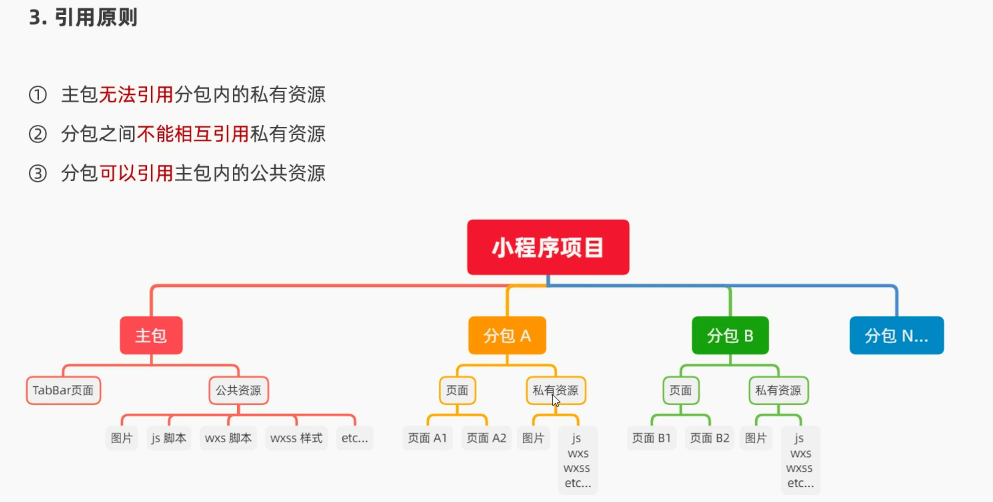 3. 引用原则
① 主包无法引用分包内的私有资源
② 分包之间不能相互引用私有资源
③ 分包可以引用主包内的公共资源
小程序项目
主包
分包 A
分包 B
分包 N...
TabBar页面
公共资源
页面
私有资源
页面
私有资源
图片
js 脚本
wxs 脚本
wxss 样式
etc...
页面 A1
页面 A2
图片
js
wxs
wxss
etc...
页面 B1
页面 B2
图片
js
wxs
wxss
etc...